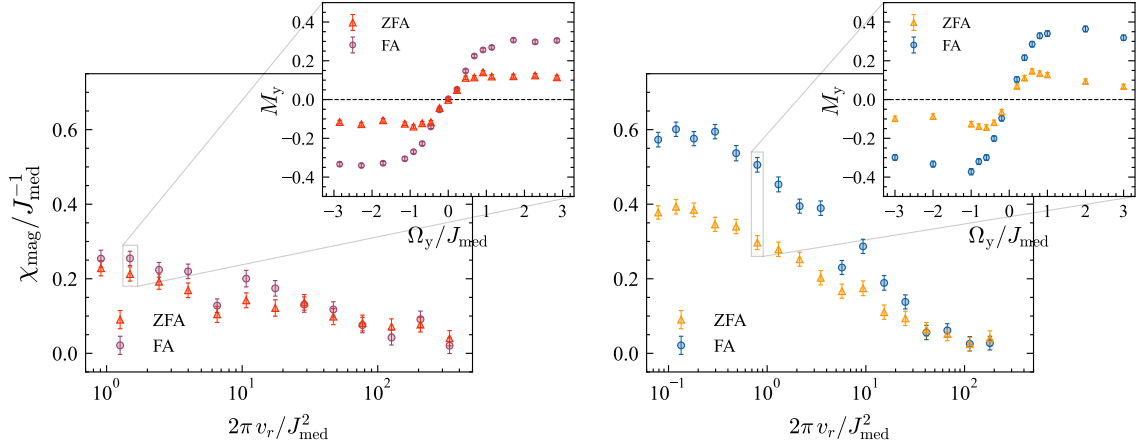 0.4
0.2
0.0
−0.2
−0.4
M_y
ZFA
FA
−3 −2 −1 0 1 2 3
Ω_y/J_med
0.6
0.4
0.2
0.0
χ_mag/J_med^{−1}
ZFA
FA
10^0 10^1 10^2
2π v_r/J_med^2
0.4
0.2
0.0
−0.2
−0.4
M_y
ZFA
FA
−3 −2 −1 0 1 2 3
Ω_y/J_med
0.6
0.4
0.2
0.0
ZFA
FA
10^{−1} 10^0 10^1 10^2
2π v_r/J_med^2